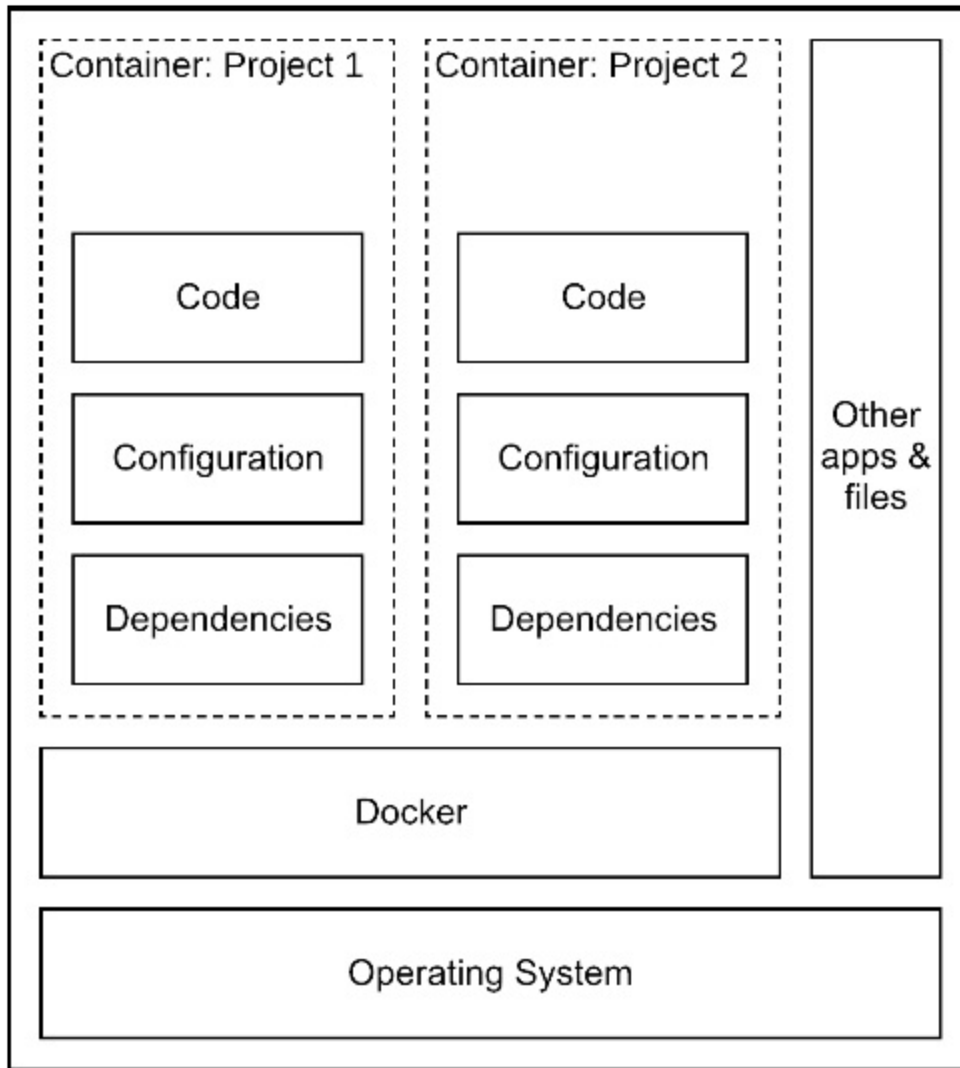 Container: Project 1
Code
Configuration
Dependencies
Container: Project 2
Code
Configuration
Dependencies
Other
apps &
files
Docker
Operating System